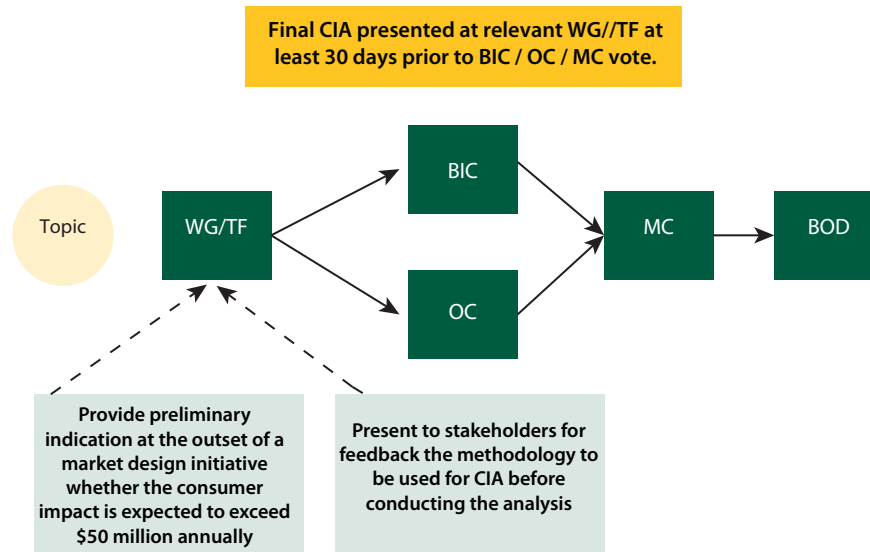 Final CIA presented at relevant WG//TF at
least 30 days prior to BIC / OC / MC vote.
Topic
WG/TF
BIC
OC
MC
BOD
Provide preliminary
indication at the outset of a
market design initiative
whether the consumer
impact is expected to exceed
$50 million annually
Present to stakeholders for
feedback the methodology to
be used for CIA before
conducting the analysis